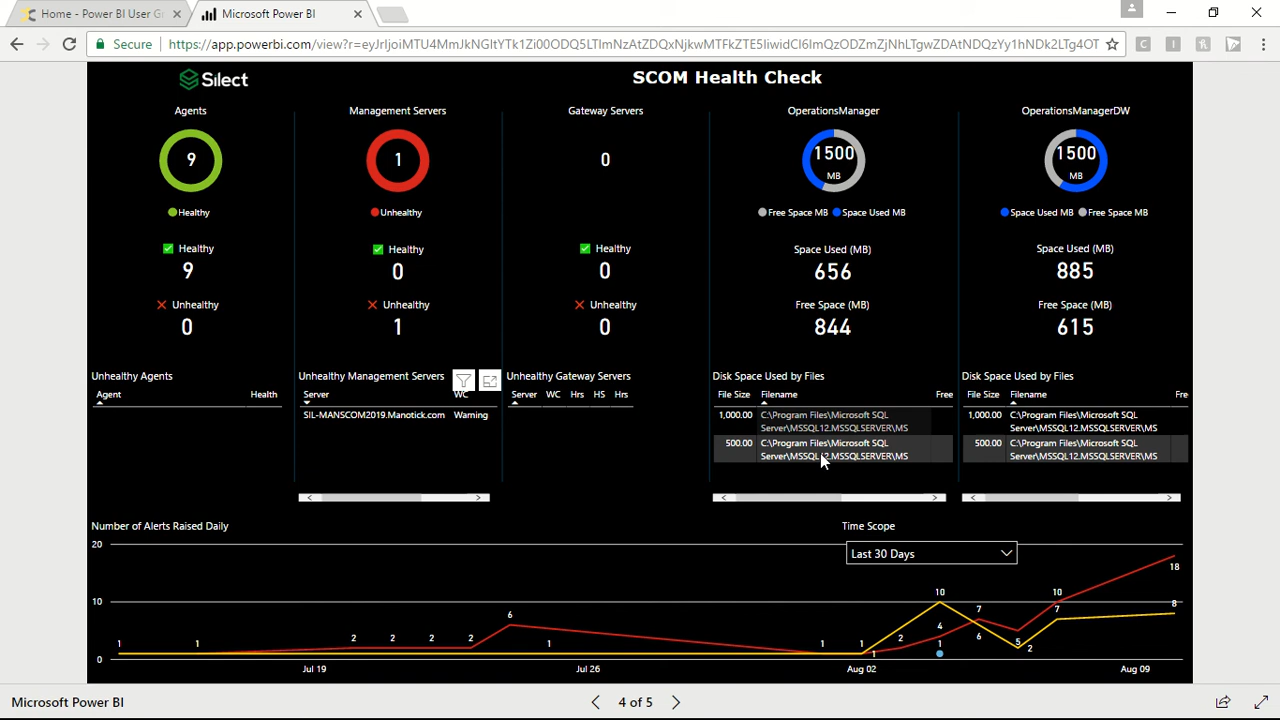 Home - Power BI User Gr
Microsoft Power BI
Secure
Silect
SCOM Health Check
Agents
Management Servers
Gateway Servers
OperationsManager
OperationsManagerDW
9
1
0
1500
MB
1500
MB
Healthy
Unhealthy
Free Space MB Space Used MB
Space Used MB Free Space MB
Healthy
9
Unhealthy
0
Healthy
0
Unhealthy
1
Healthy
0
Unhealthy
0
Space Used (MB)
656
Free Space (MB)
844
Space Used (MB)
885
Free Space (MB)
615
Unhealthy Agents
Agent Health
Unhealthy Management Servers
Server WC
SIL-MANSCOM2019.Manotick.com Warning
Unhealthy Gateway Servers
Server WC Hrs HS Hrs
Disk Space Used by Files
File Size Filename Free
1,000.00 C:\Program Files\Microsoft SQL
Server\MSSQL12.MSSQLSERVER\MS
500.00 C:\Program Files\Microsoft SQL
Server\MSSQL12.MSSQLSERVER\MS
Disk Space Used by Files
File Size Filename Fre
1,000.00 C:\Program Files\Microsoft SQL
Server\MSSQL12.MSSQLSERVER\MS
500.00 C:\Program Files\Microsoft SQL
Server\MSSQL12.MSSQLSERVER\MS
Number of Alerts Raised Daily
Time Scope
Last 30 Days
20
10
0
1 1 2 2 2 2 6 1 1 1 1 2 10 4 1 7 6 5 2 10 7 18 8
Jul 19 Jul 26 Aug 02 Aug 09
Microsoft Power BI
4 of 5